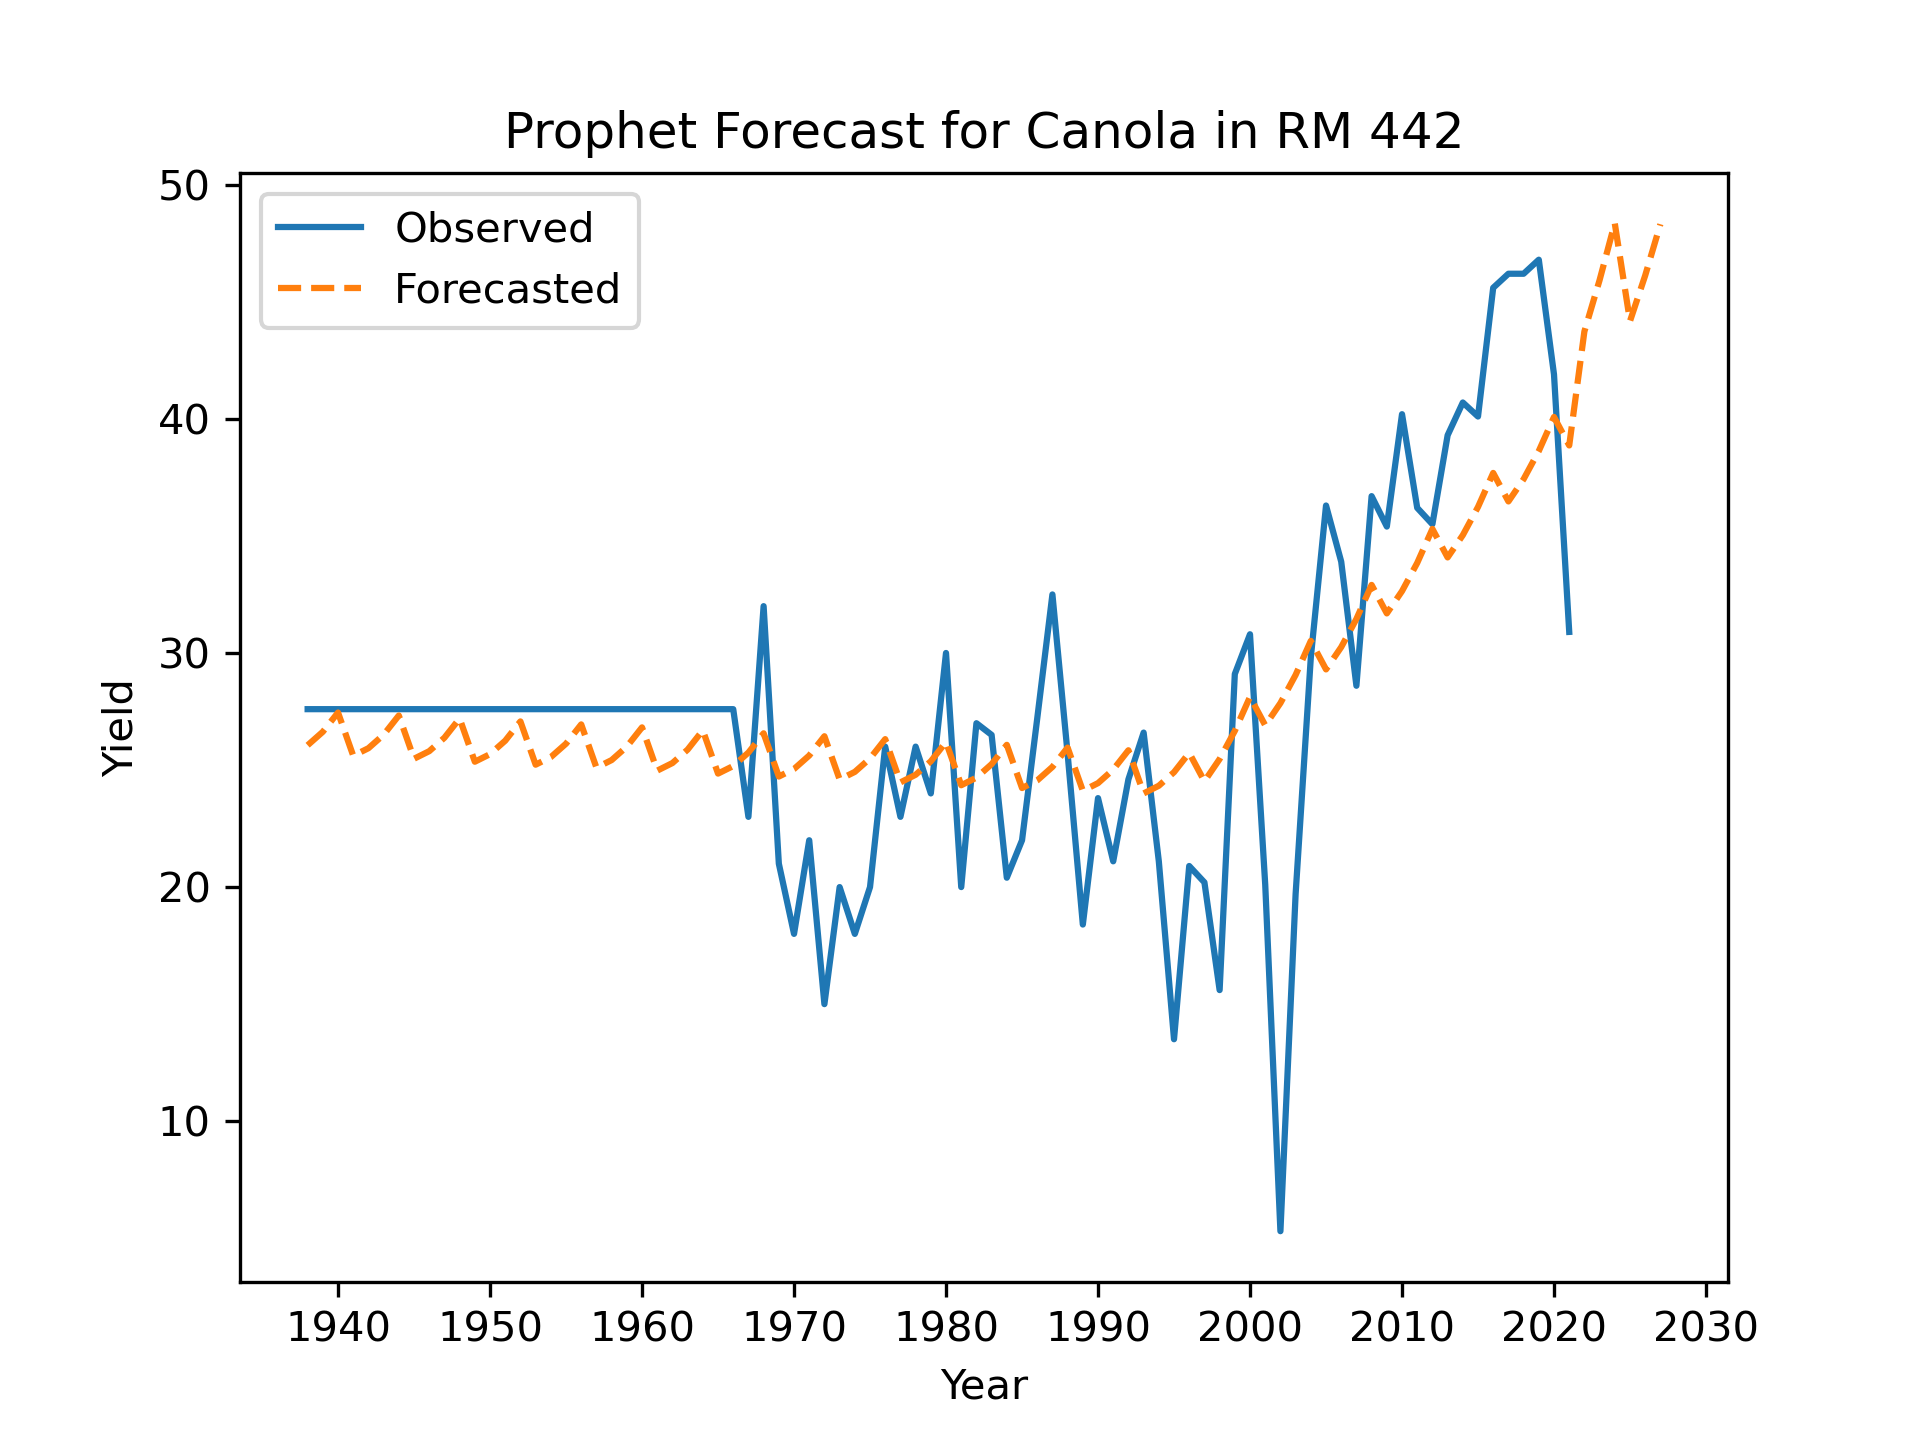 Prophet Forecast for Canola in RM 442
Observed
Forecasted
50
40
30
20
10
Yield
1940 1950 1960 1970 1980 1990 2000 2010 2020 2030
Year